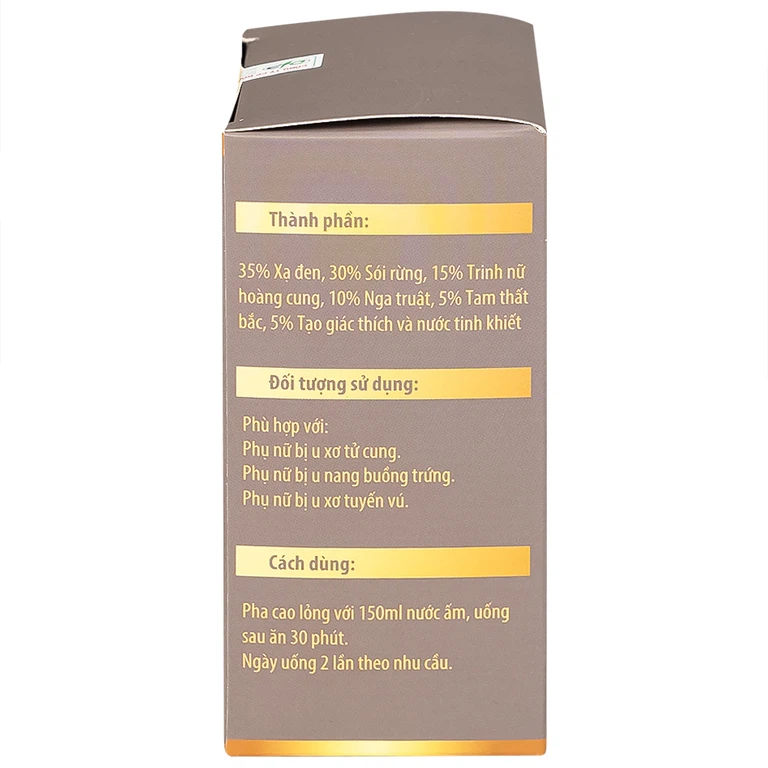 Thành phần:
35% Xạ đen, 30% Sói rừng, 15% Trinh nữ
hoàng cung, 10% Nga truật, 5% Tam thất
bắc, 5% Tạo giác thích và nước tinh khiết
Đối tượng sử dụng:
Phù hợp với:
Phụ nữ bị u xơ tử cung.
Phụ nữ bị u nang buồng trứng.
Phụ nữ bị u xơ tuyến vú.
Cách dùng:
Pha cao lỏng với 150ml nước ấm, uống
sau ăn 30 phút.
Ngày uống 2 lần theo nhu cầu.